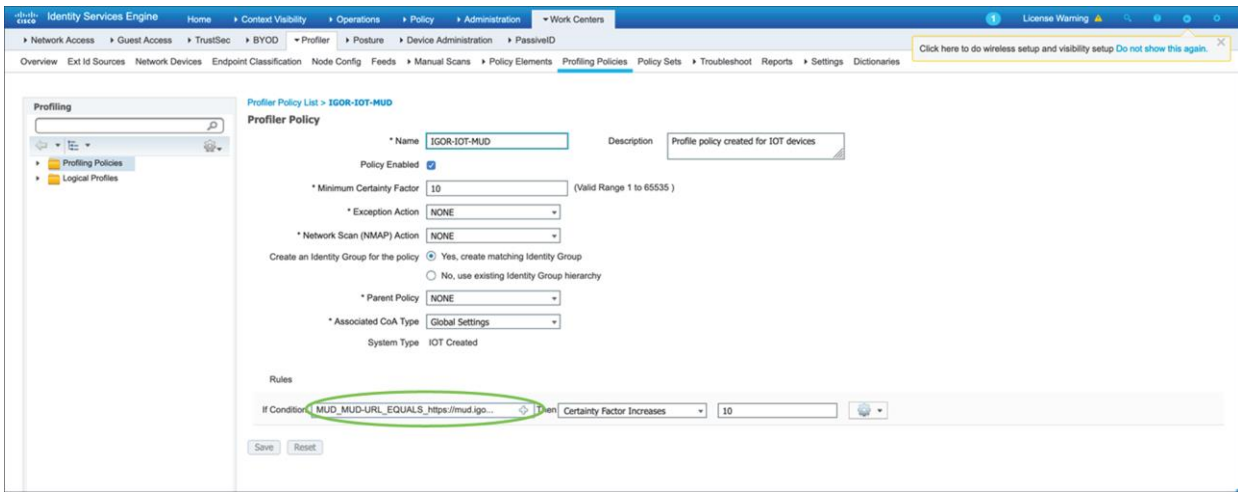 cisco Identity Services Engine Home Context Visibility Operations Policy Administration Work Centers 1 License Warning
Network Access Guest Access TrustSec BYOD Profiler Posture Device Administration PassiveID
Click here to do wireless setup and visibility setup Do not show this again.
Overview Ext Id Sources Network Devices Endpoint Classification Node Config Feeds Manual Scans Policy Elements Profiling Policies Policy Sets Troubleshoot Reports Settings Dictionaries
Profiling
Profiling Policies
Logical Profiles
Profiler Policy List > IGOR-IOT-MUD
Profiler Policy
* Name IGOR-IOT-MUD Description Profile policy created for IOT devices
Policy Enabled
* Minimum Certainty Factor 10 (Valid Range 1 to 65535 )
* Exception Action NONE
* Network Scan (NMAP) Action NONE
Create an Identity Group for the policy Yes, create matching Identity Group
No, use existing Identity Group hierarchy
* Parent Policy NONE
* Associated CoA Type Global Settings
System Type IOT Created
Rules
If Condition MUD_MUD-URL_EQUALS_https://mud.igo... Then Certainty Factor Increases 10
Save Reset